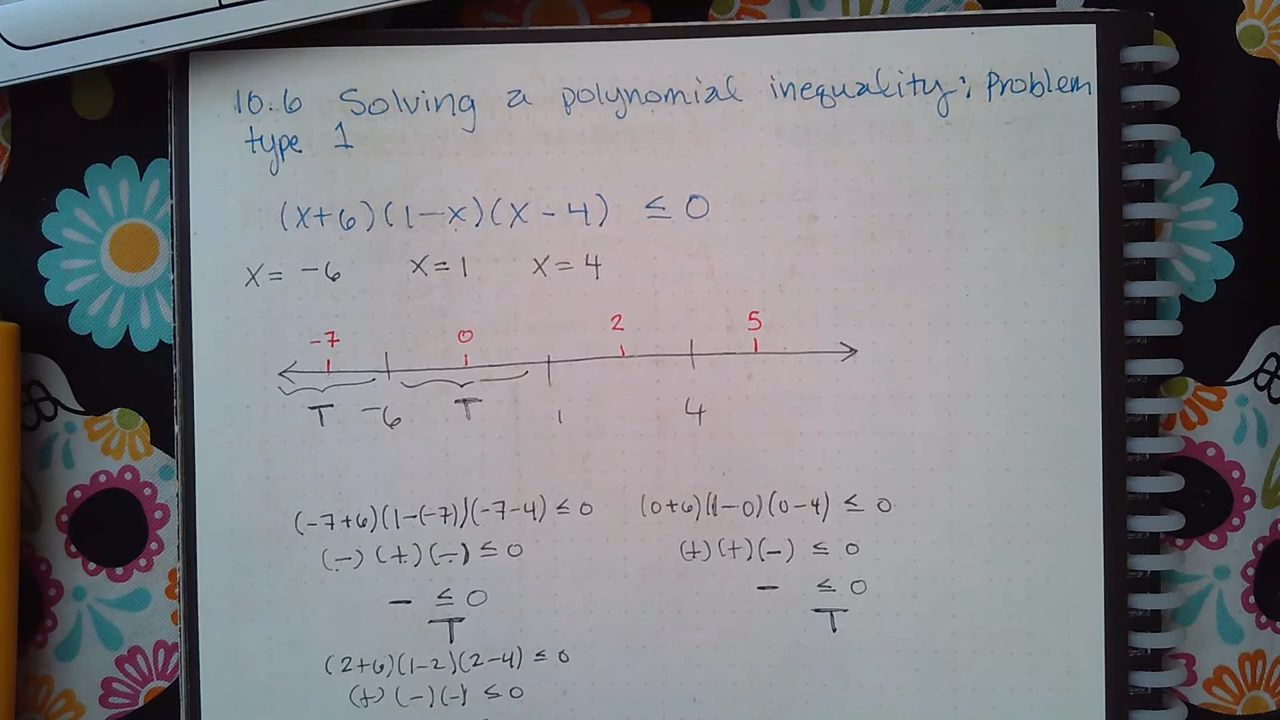 10.6 Solving a polynomial inequality: Problem
type 1
(x+6)(1-x)(x-4) ≤ 0
x = -6 x = 1 x = 4
-7 0 2 5
T -6 T 1 4
(-7+6)(1-(-7))(-7-4) ≤ 0 (0+6)(1-0)(0-4) ≤ 0
(-)(+)(-) ≤ 0 (+)(+)(-) ≤ 0
- ≤ 0 - ≤ 0
T T
(2+6)(1-2)(2-4) ≤ 0
(+)(-)(-) ≤ 0